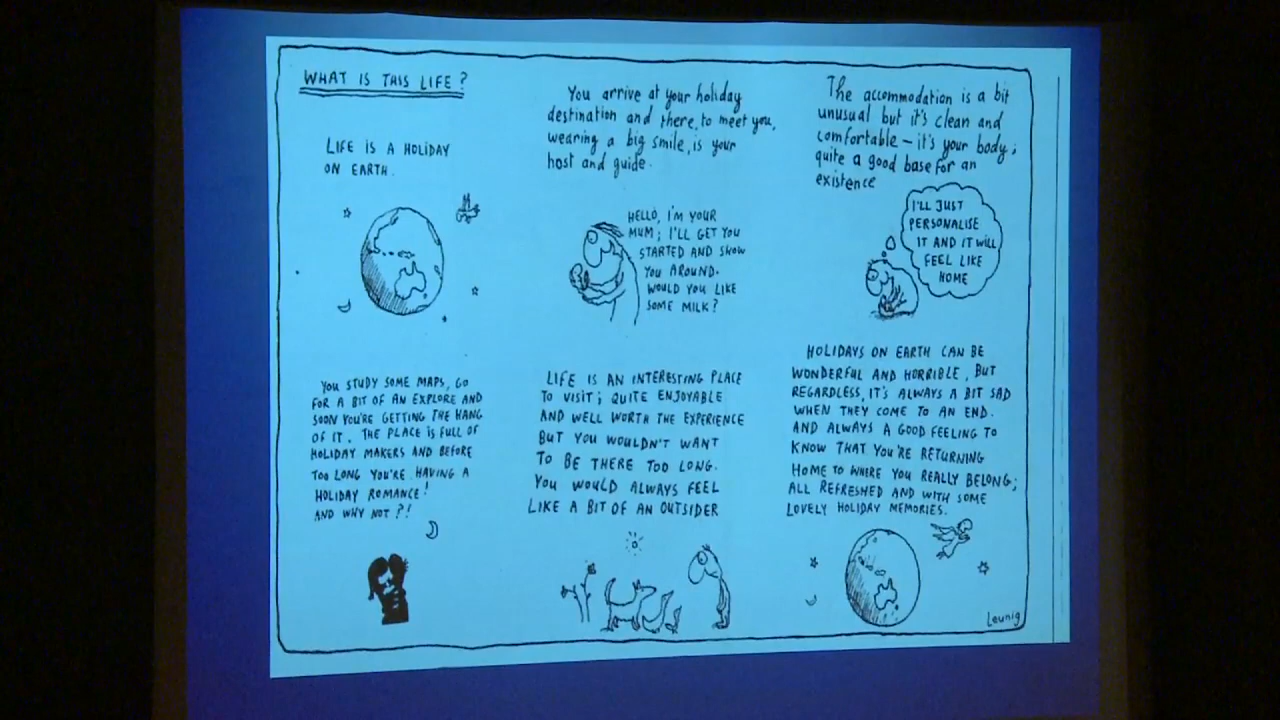 WHAT IS THIS LIFE?
LIFE IS A HOLIDAY
ON EARTH.
You arrive at your holiday
destination and there, to meet you,
wearing a big smile, is your
host and guide.
HELLO, I'M YOUR
MUM; I'LL GET YOU
STARTED AND SHOW
YOU AROUND.
WOULD YOU LIKE
SOME MILK?
The accommodation is a bit
unusual but it's clean and
comfortable – it's your body;
quite a good base for an
existence
I'LL JUST
PERSONALISE
IT AND IT WILL
FEEL LIKE
HOME
YOU STUDY SOME MAPS, GO
FOR A BIT OF AN EXPLORE AND
SOON YOU'RE GETTING THE HANG
OF IT. THE PLACE IS FULL OF
HOLIDAY MAKERS AND BEFORE
TOO LONG YOU'RE HAVING A
HOLIDAY ROMANCE!
AND WHY NOT?!
LIFE IS AN INTERESTING PLACE
TO VISIT; QUITE ENJOYABLE
AND WELL WORTH THE EXPERIENCE
BUT YOU WOULDN'T WANT
TO BE THERE TOO LONG.
YOU WOULD ALWAYS FEEL
LIKE A BIT OF AN OUTSIDER
HOLIDAYS ON EARTH CAN BE
WONDERFUL AND HORRIBLE, BUT
REGARDLESS, IT'S ALWAYS A BIT SAD
WHEN THEY COME TO AN END.
AND ALWAYS A GOOD FEELING TO
KNOW THAT YOU'RE RETURNING
HOME TO WHERE YOU REALLY BELONG;
ALL REFRESHED AND WITH SOME
LOVELY HOLIDAY MEMORIES.
Leunig